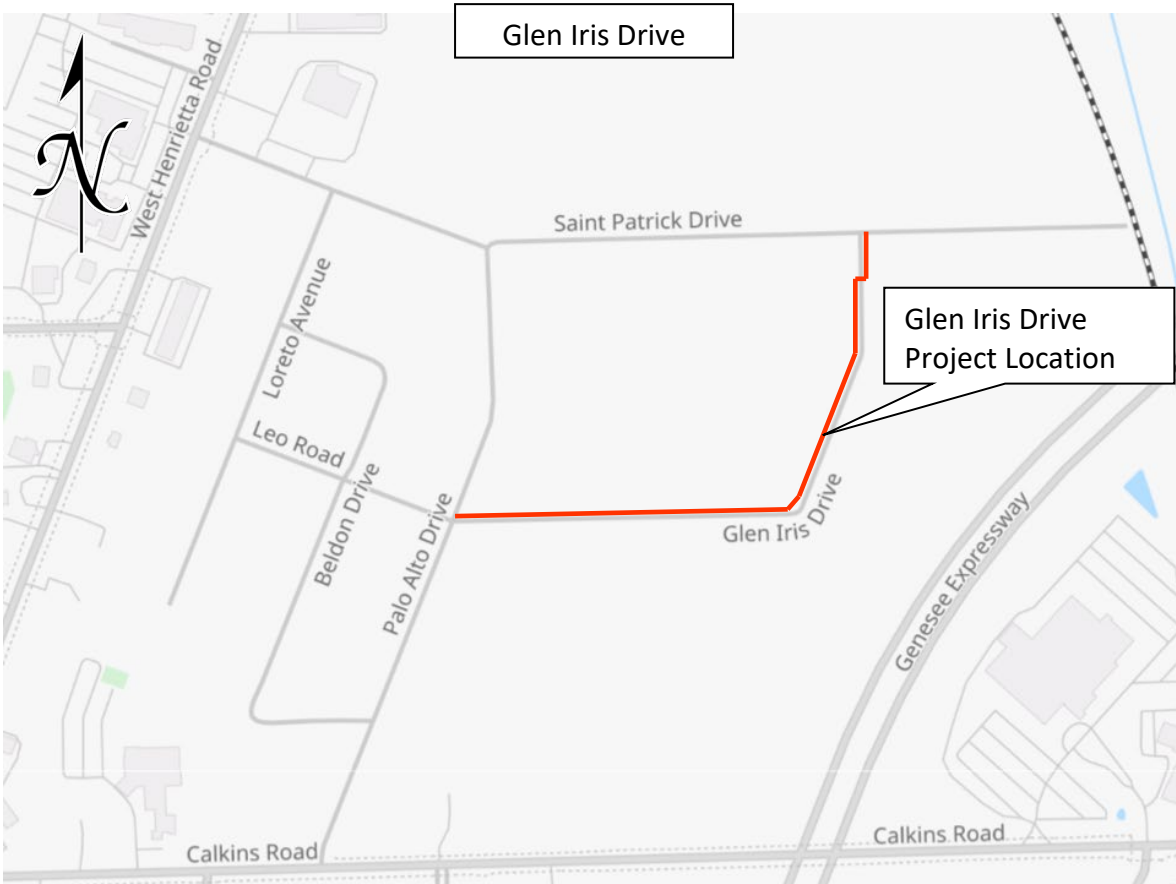 Glen Iris Drive
N
West Henrietta Road
Saint Patrick Drive
Loreto Avenue
Glen Iris Drive
Project Location
Leo Road
Beldon Drive
Palo Alto Drive
Glen Iris Drive
Genesee Expressway
Calkins Road
Calkins Road